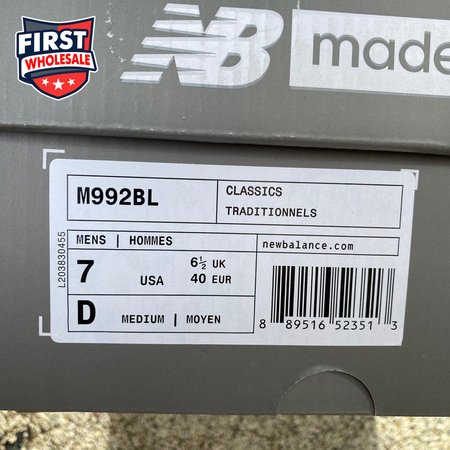 FIRST
WHOLESALE
NB made
M992BL
CLASSICS
TRADITIONNELS
MENS | HOMMES
7
USA
6½ UK
40 EUR
D
MEDIUM | MOYEN
newbalance.com
8 89516 52351 3
L203830455